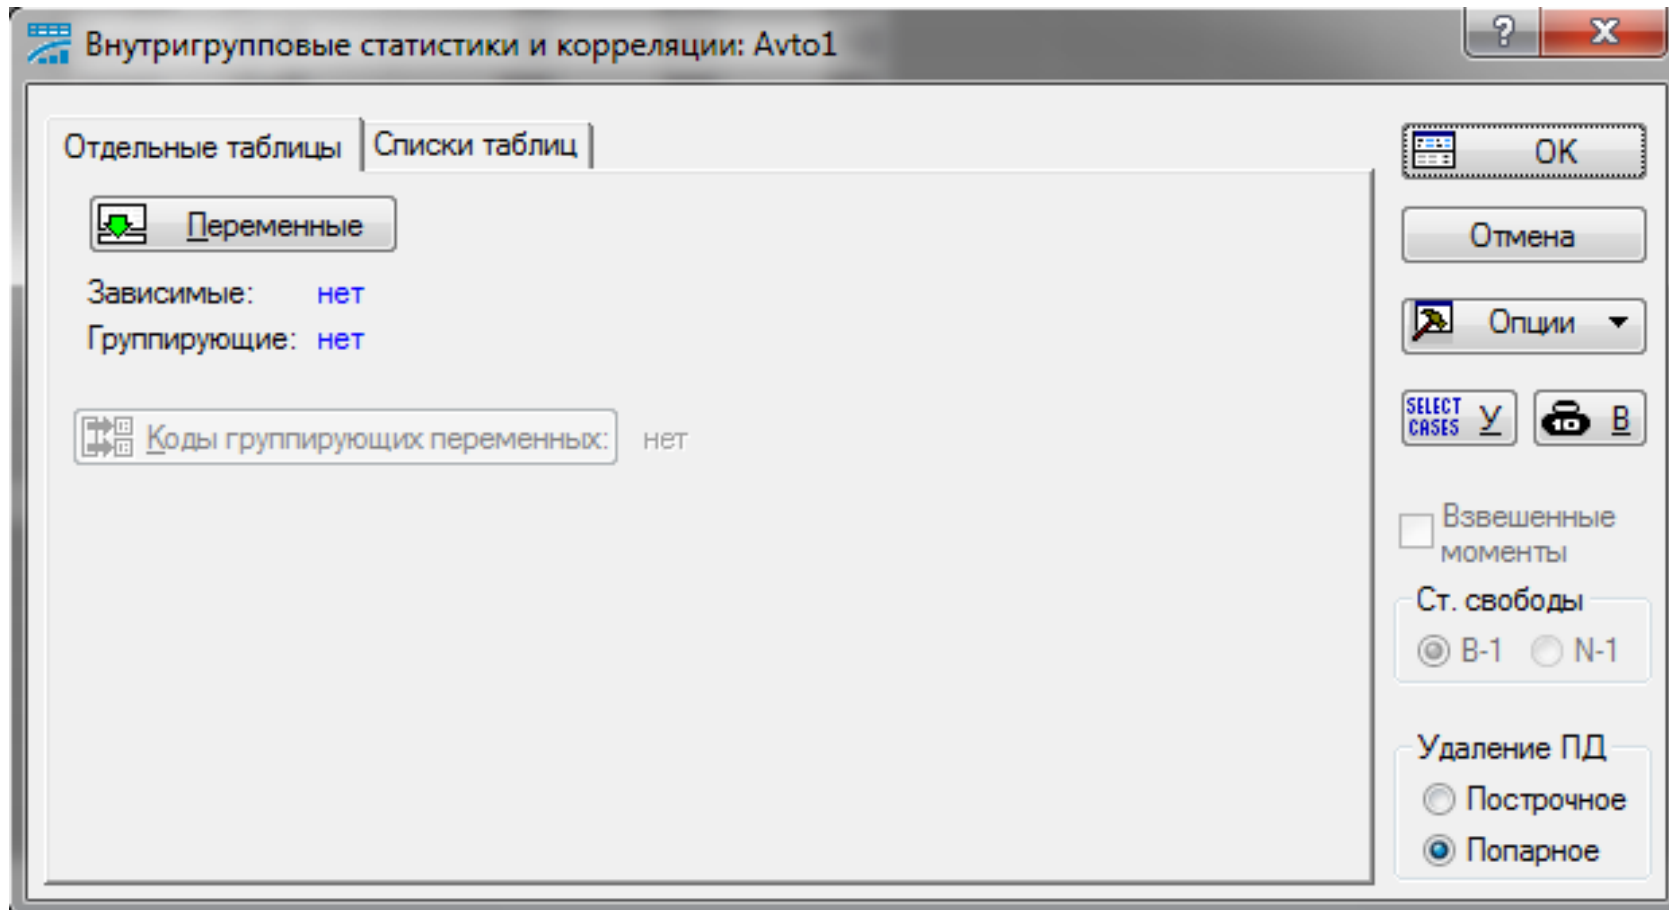 Внутригрупповые статистики и корреляции: Avto1
?
Отдельные таблицы
Списки таблиц
Переменные
Зависимые: нет
Группирующие: нет
Коды группирующих переменных: нет
OK
Отмена
Опции
SELECT CASES У
В
Взвешенные
моменты
Ст. свободы
В-1 N-1
Удаление ПД
Построчное
Попарное